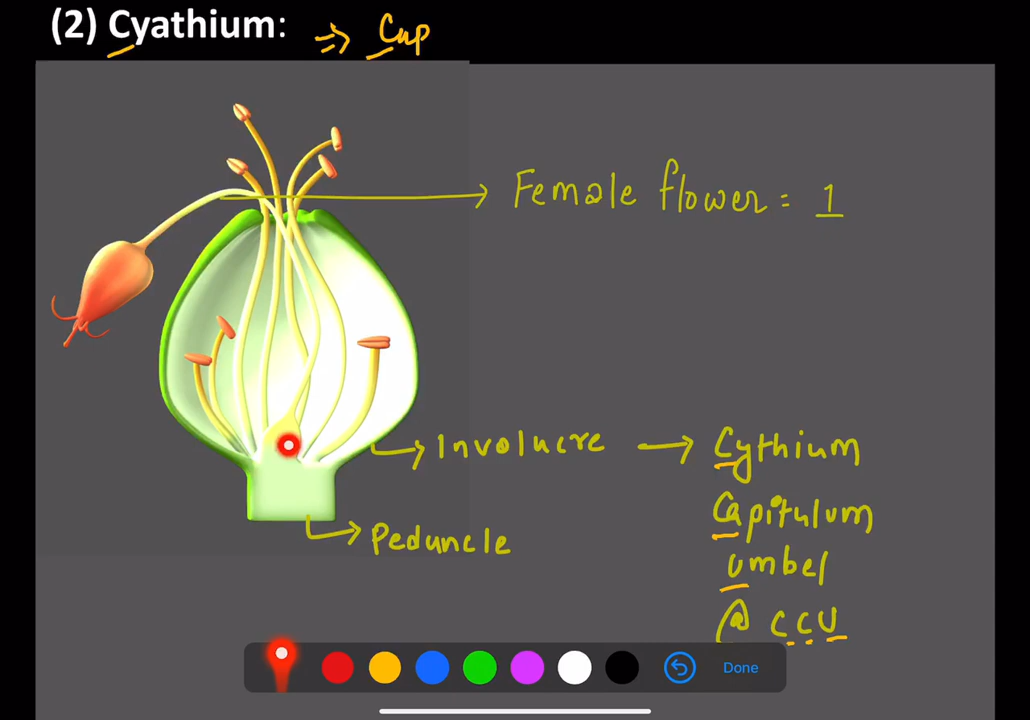 (2) Cyathium: ⇒ Cup
→ Female flower = 1
→ Involucre → Cythium
Capitulum
→ Peduncle
Umbel
@ CCU
Done